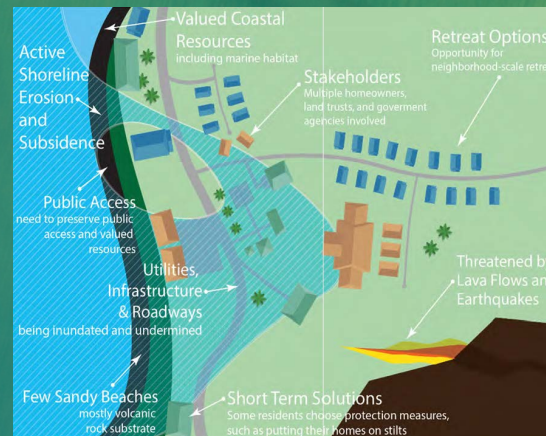 Valued Coastal
Resources
including marine habitat
Active
Shoreline
Erosion
and
Subsidence
Stakeholders
Multiple homeowners,
land trusts, and goverment
agencies involved
Retreat Options
Opportunity for
neighborhood-scale
Public Access
need to preserve public
access and valued
resources
Utilities,
Infrastructure
& Roadways
being inundated and undermined
Threatened
Lava Flows
Earthquakes
Few Sandy Beaches
mostly volcanic
rock substrate
Short Term Solutions
Some residents choose protection measures,
such as putting their homes on stilts